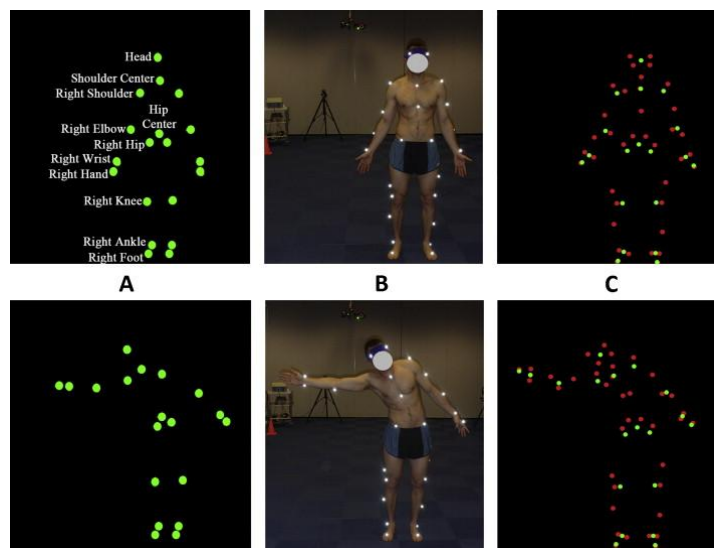 Head
Shoulder Center
Right Shoulder
Hip
Center
Right Elbow
Right Hip
Right Wrist
Right Hand
Right Knee
Right Ankle
Right Foot
A
B
C